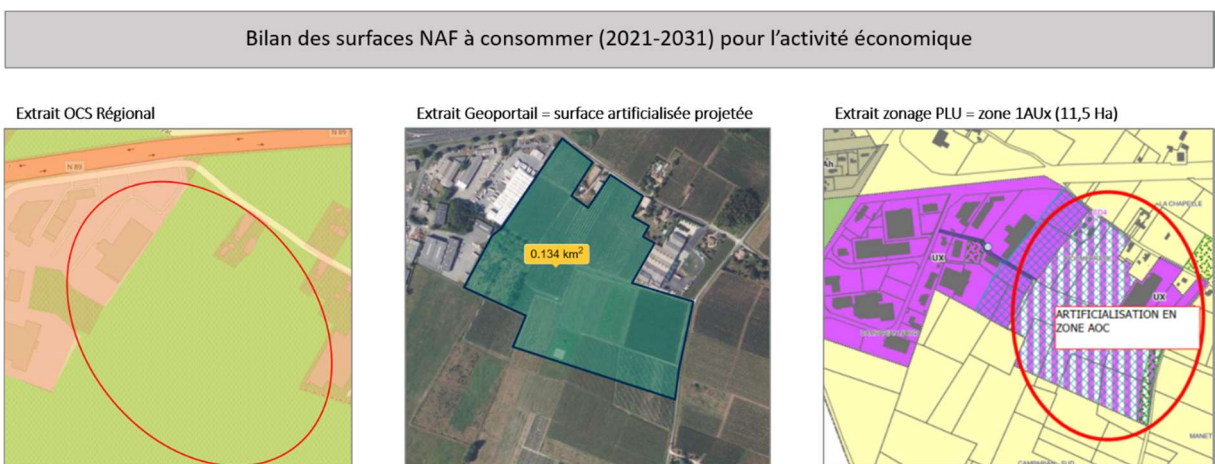 Bilan des surfaces NAF à consommer (2021-2031) pour l’activité économique
Extrait OCS Régional
Extrait Geoportail = surface artificialisée projetée
Extrait zonage PLU = zone 1AUx (11,5 Ha)
N 89
N 89
0.134 km²
Ah
LA CHAPELLE
UX
UX
ARTIFICIALISATION EN
ZONE AOC
MANET